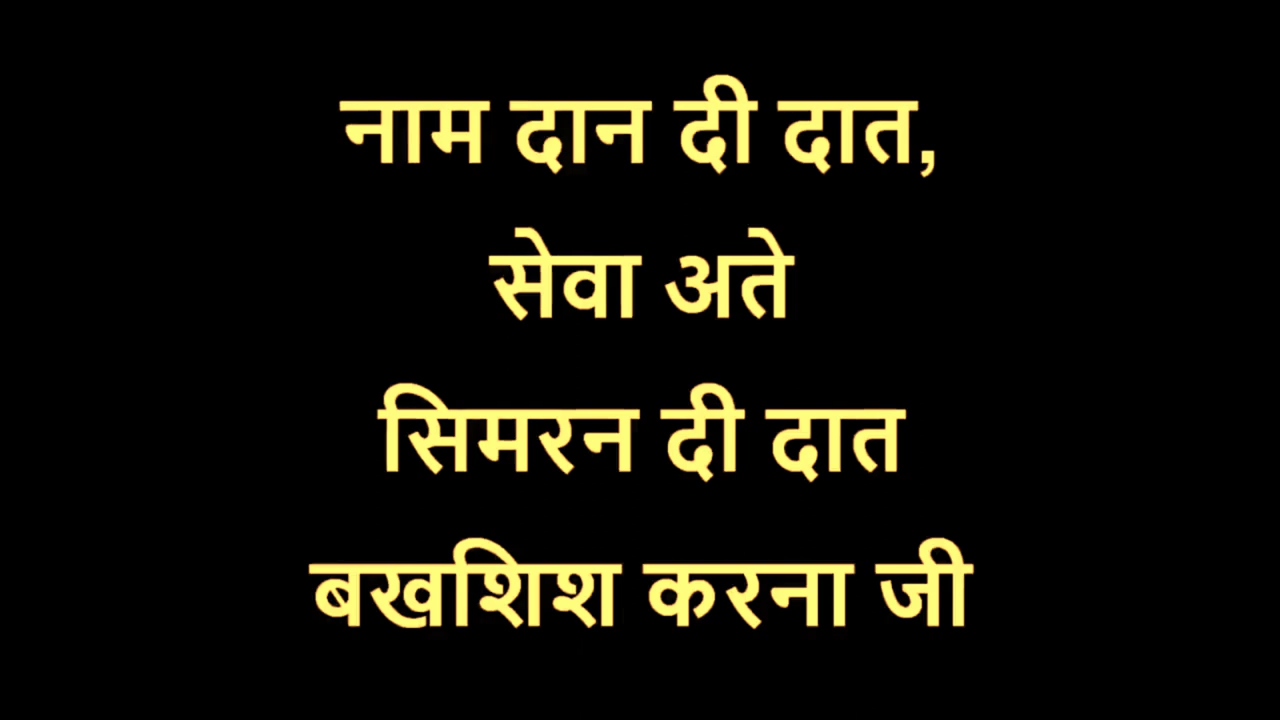 नाम दान दी दात,
सेवा अते
सिमरन दी दात
बखशिश करना जी